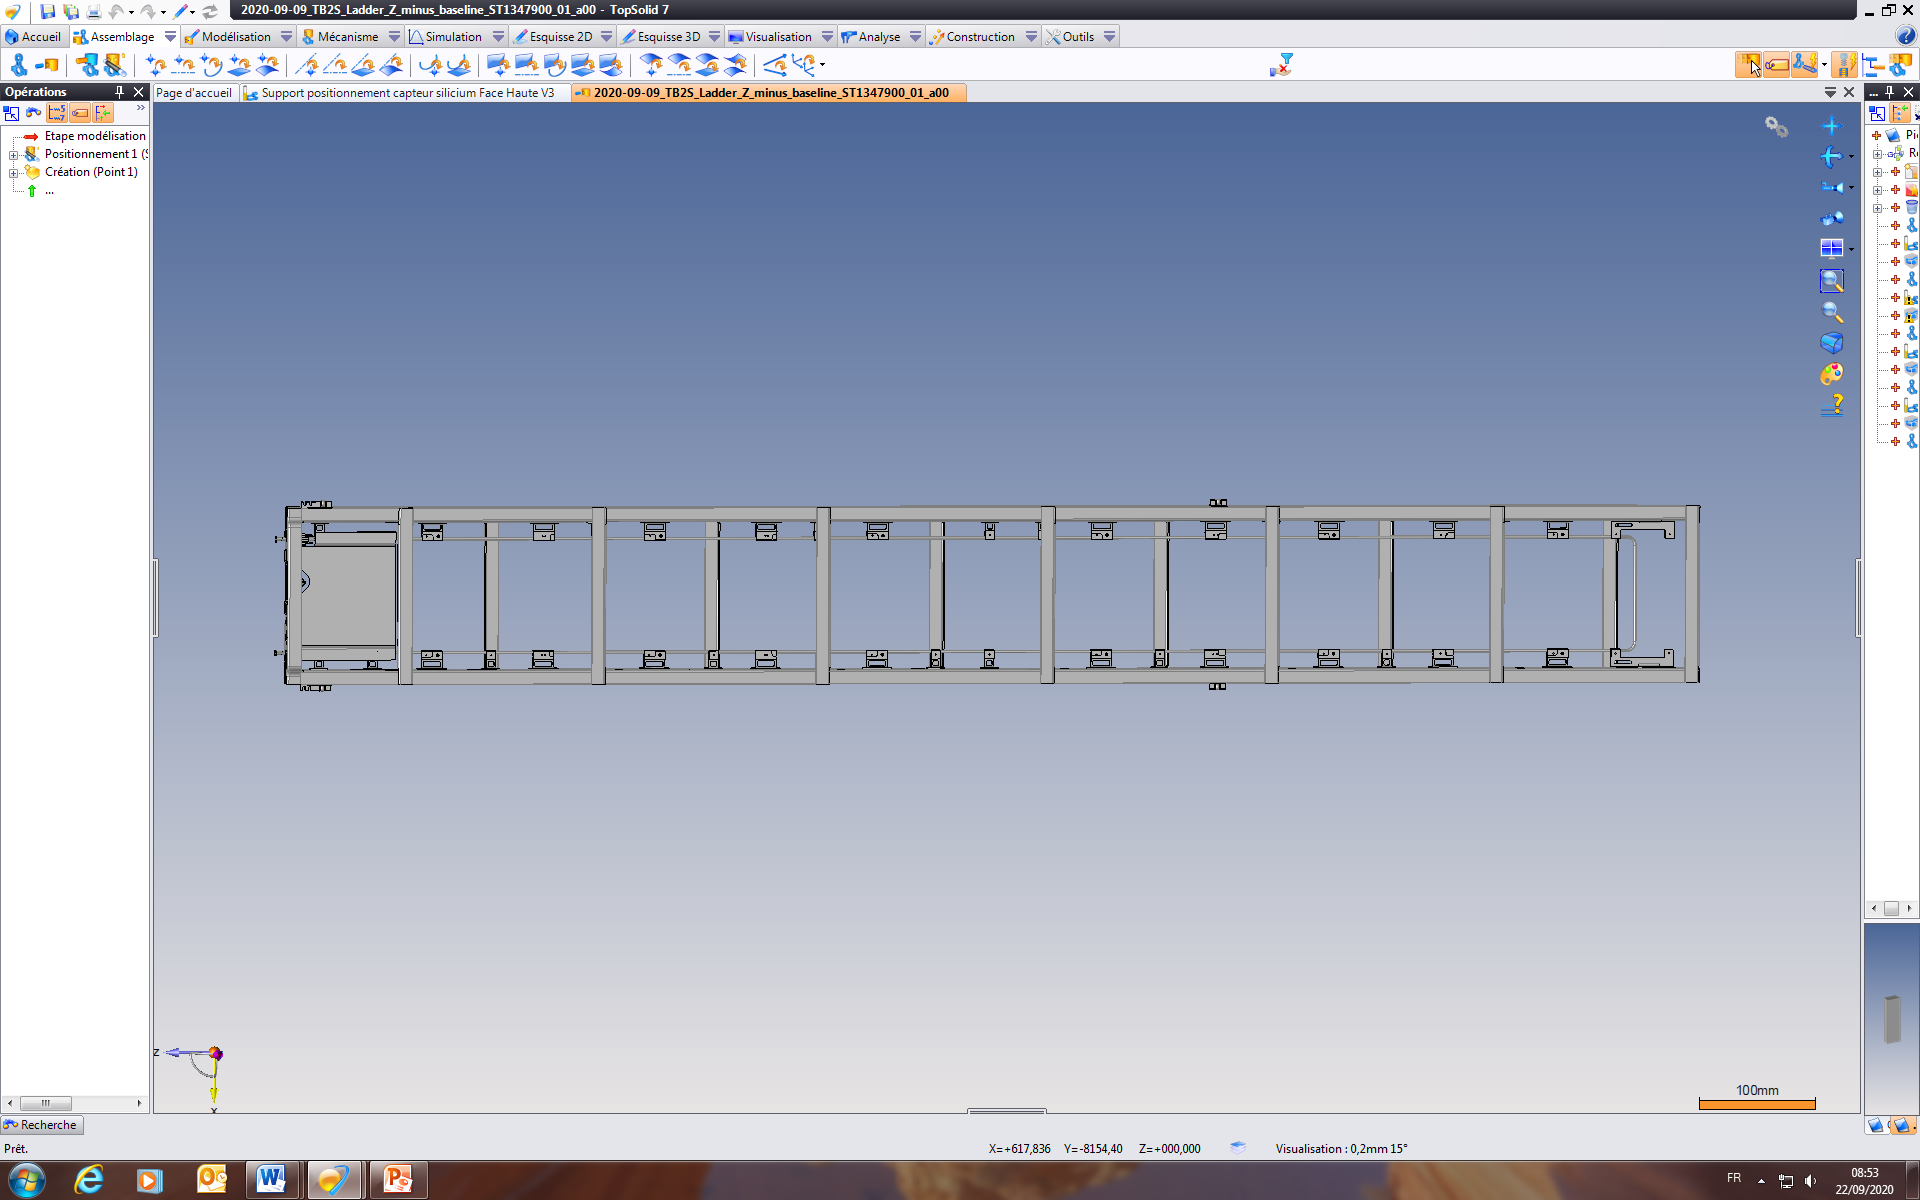 2020-09-09_TB2S_Ladder_Z_minus_baseline_ST1347900_01_a00 - TopSolid 7
Accueil Assemblage Modélisation Mécanisme Simulation Esquisse 2D Esquisse 3D Visualisation Analyse Construction Outils
Opérations
Page d'accueil Support positionnement capteur silicium Face Haute V3 2020-09-09_TB2S_Ladder_Z_minus_baseline_ST1347900_01_a00
Etape modélisation
Positionnement 1 (S
Création (Point 1)
...
Pi
R
z
x
100mm
Recherche
Prêt.
X=+617,836 Y=-8154,40 Z=+000,000 Visualisation : 0,2mm 15°
FR
08:53
22/09/2020